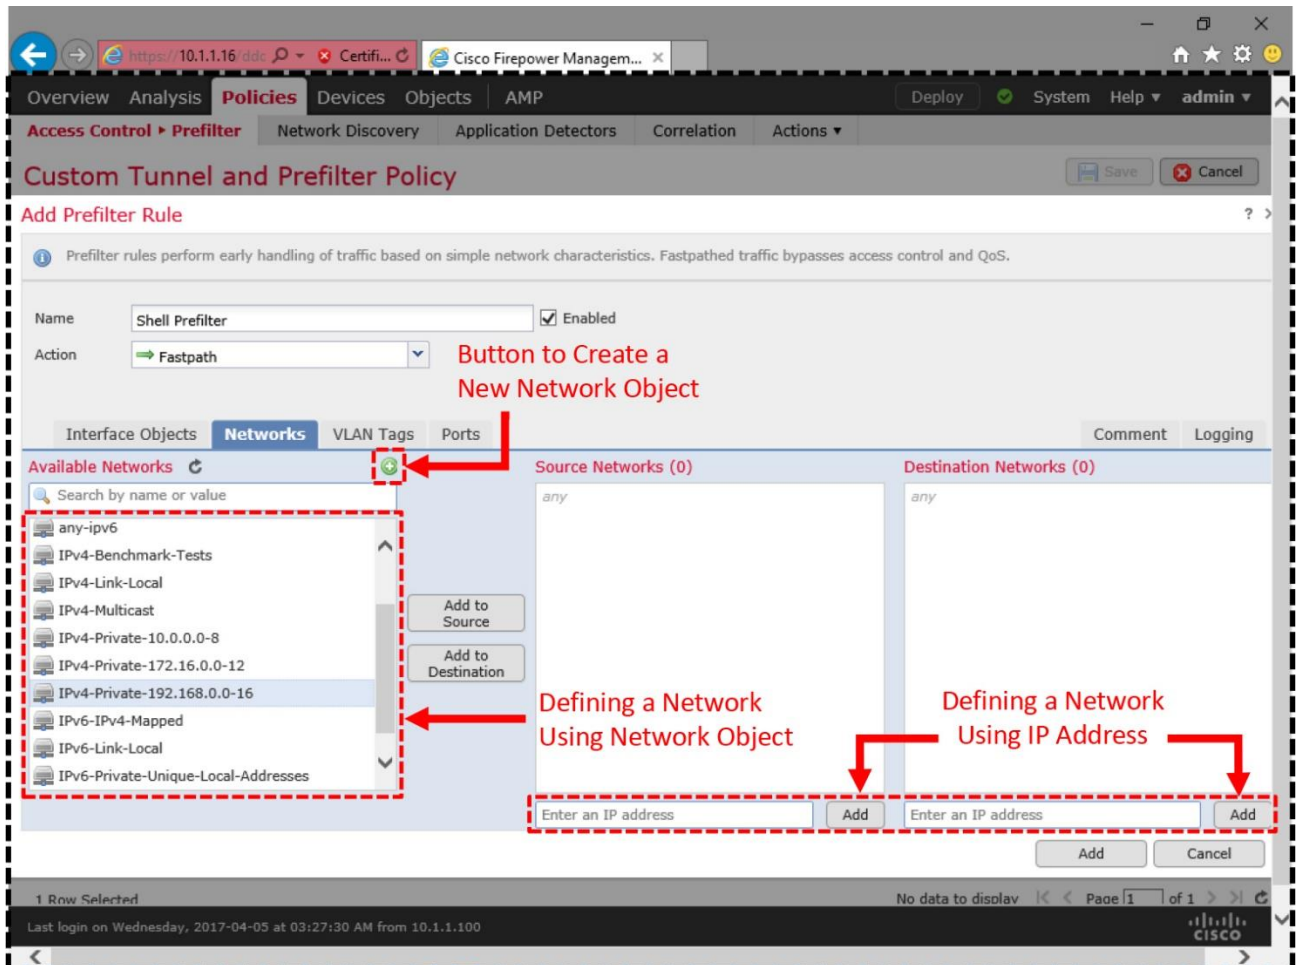 https://10.1.1.16/ddc
Certifi...
Cisco Firepower Managem...
Overview Analysis Policies Devices Objects AMP Deploy System Help ▾ admin ▾
Access Control ▸ Prefilter Network Discovery Application Detectors Correlation Actions ▾
Custom Tunnel and Prefilter Policy
Save Cancel
Add Prefilter Rule
?
Prefilter rules perform early handling of traffic based on simple network characteristics. Fastpathed traffic bypasses access control and QoS.
Name Shell Prefilter Enabled
Action Fastpath
Button to Create a
New Network Object
Interface Objects Networks VLAN Tags Ports Comment Logging
Available Networks
Source Networks (0)
Destination Networks (0)
Search by name or value
any
any
any-ipv6
IPv4-Benchmark-Tests
IPv4-Link-Local
IPv4-Multicast
IPv4-Private-10.0.0.0-8
IPv4-Private-172.16.0.0-12
IPv4-Private-192.168.0.0-16
IPv6-IPv4-Mapped
IPv6-Link-Local
IPv6-Private-Unique-Local-Addresses
Add to
Source
Add to
Destination
Defining a Network
Using Network Object
Defining a Network
Using IP Address
Enter an IP address Add
Enter an IP address Add
Add Cancel
1 Row Selected
No data to display Page 1 of 1
Last login on Wednesday, 2017-04-05 at 03:27:30 AM from 10.1.1.100
CISCO